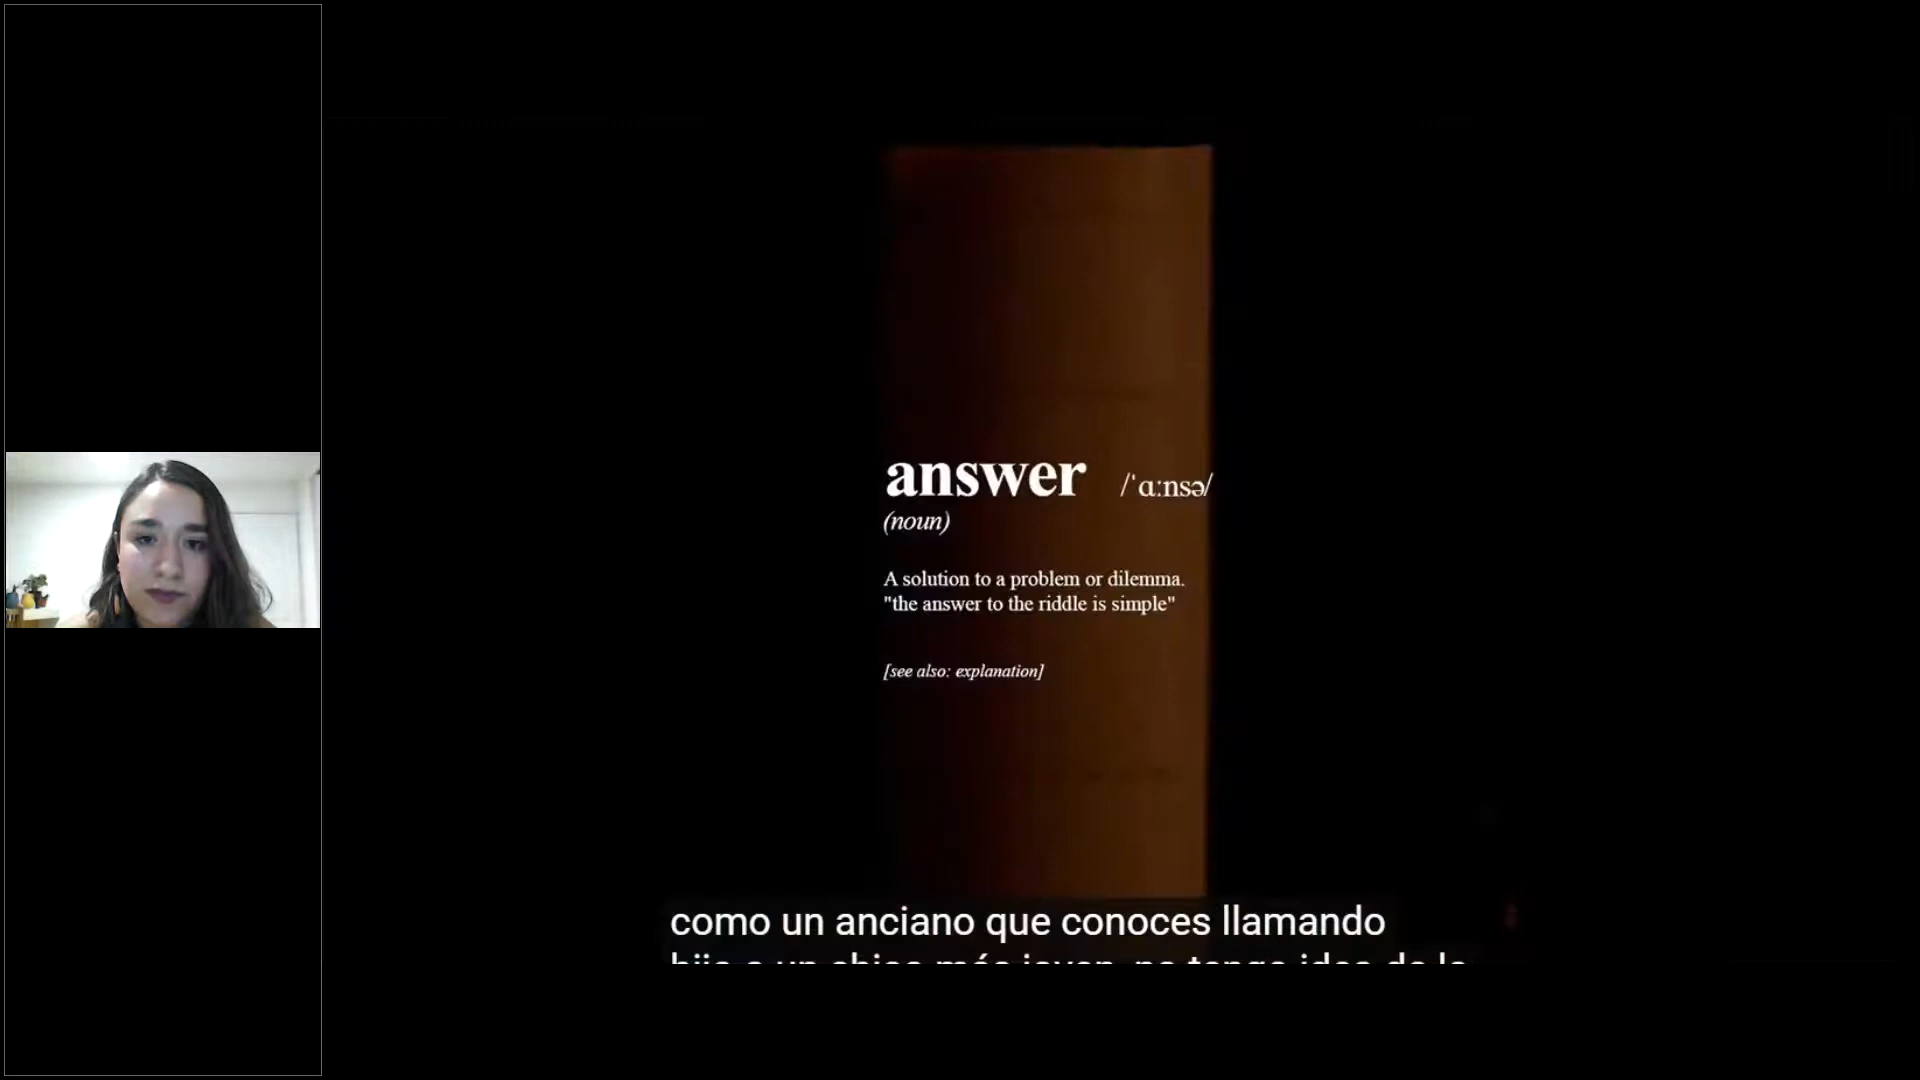 answer /ˈɑːnsə/
(noun)
A solution to a problem or dilemma.
"the answer to the riddle is simple"
[see also: explanation]
como un anciano que conoces llamando